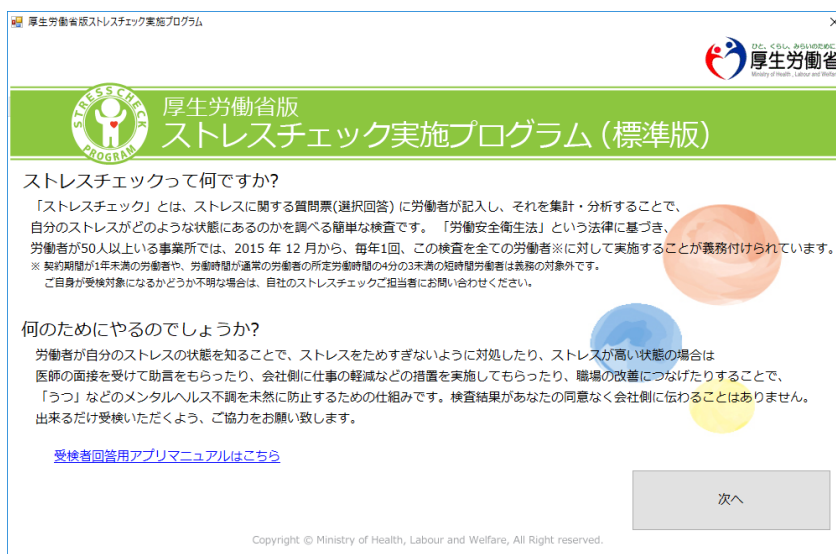 厚生労働省版ストレスチェック実施プログラム
ひと、くらし、みらいのために
厚生労働省
Ministry of Health, Labour and Welfare
STRESSCHECK
PROGRAM
厚生労働省版
ストレスチェック実施プログラム(標準版)
ストレスチェックって何ですか?
「ストレスチェック」とは、ストレスに関する質問票(選択回答) に労働者が記入し、それを集計・分析することで、
自分のストレスがどのような状態にあるのかを調べる簡単な検査です。 「労働安全衛生法」という法律に基づき、
労働者が50人以上いる事業所では、2015 年 12 月から、毎年1回、この検査を全ての労働者※に対して実施することが義務付けられています。
※ 契約期間が1年未満の労働者や、労働時間が通常の労働者の所定労働時間の4分の3未満の短時間労働者は義務の対象外です。
ご自身が受検対象になるかどうか不明な場合は、自社のストレスチェックご担当者にお問い合わせください。
何のためにやるのでしょうか?
労働者が自分のストレスの状態を知ることで、ストレスをためすぎないように対処したり、ストレスが高い状態の場合は
医師の面接を受けて助言をもらったり、会社側に仕事の軽減などの措置を実施してもらったり、職場の改善につなげたりすることで、
「うつ」などのメンタルヘルス不調を未然に防止するための仕組みです。検査結果があなたの同意なく会社側に伝わることはありません。
出来るだけ受検いただくよう、ご協力をお願い致します。
受検者回答用アプリマニュアルはこちら
次へ
Copyright © Ministry of Health, Labour and Welfare, All Right reserved.